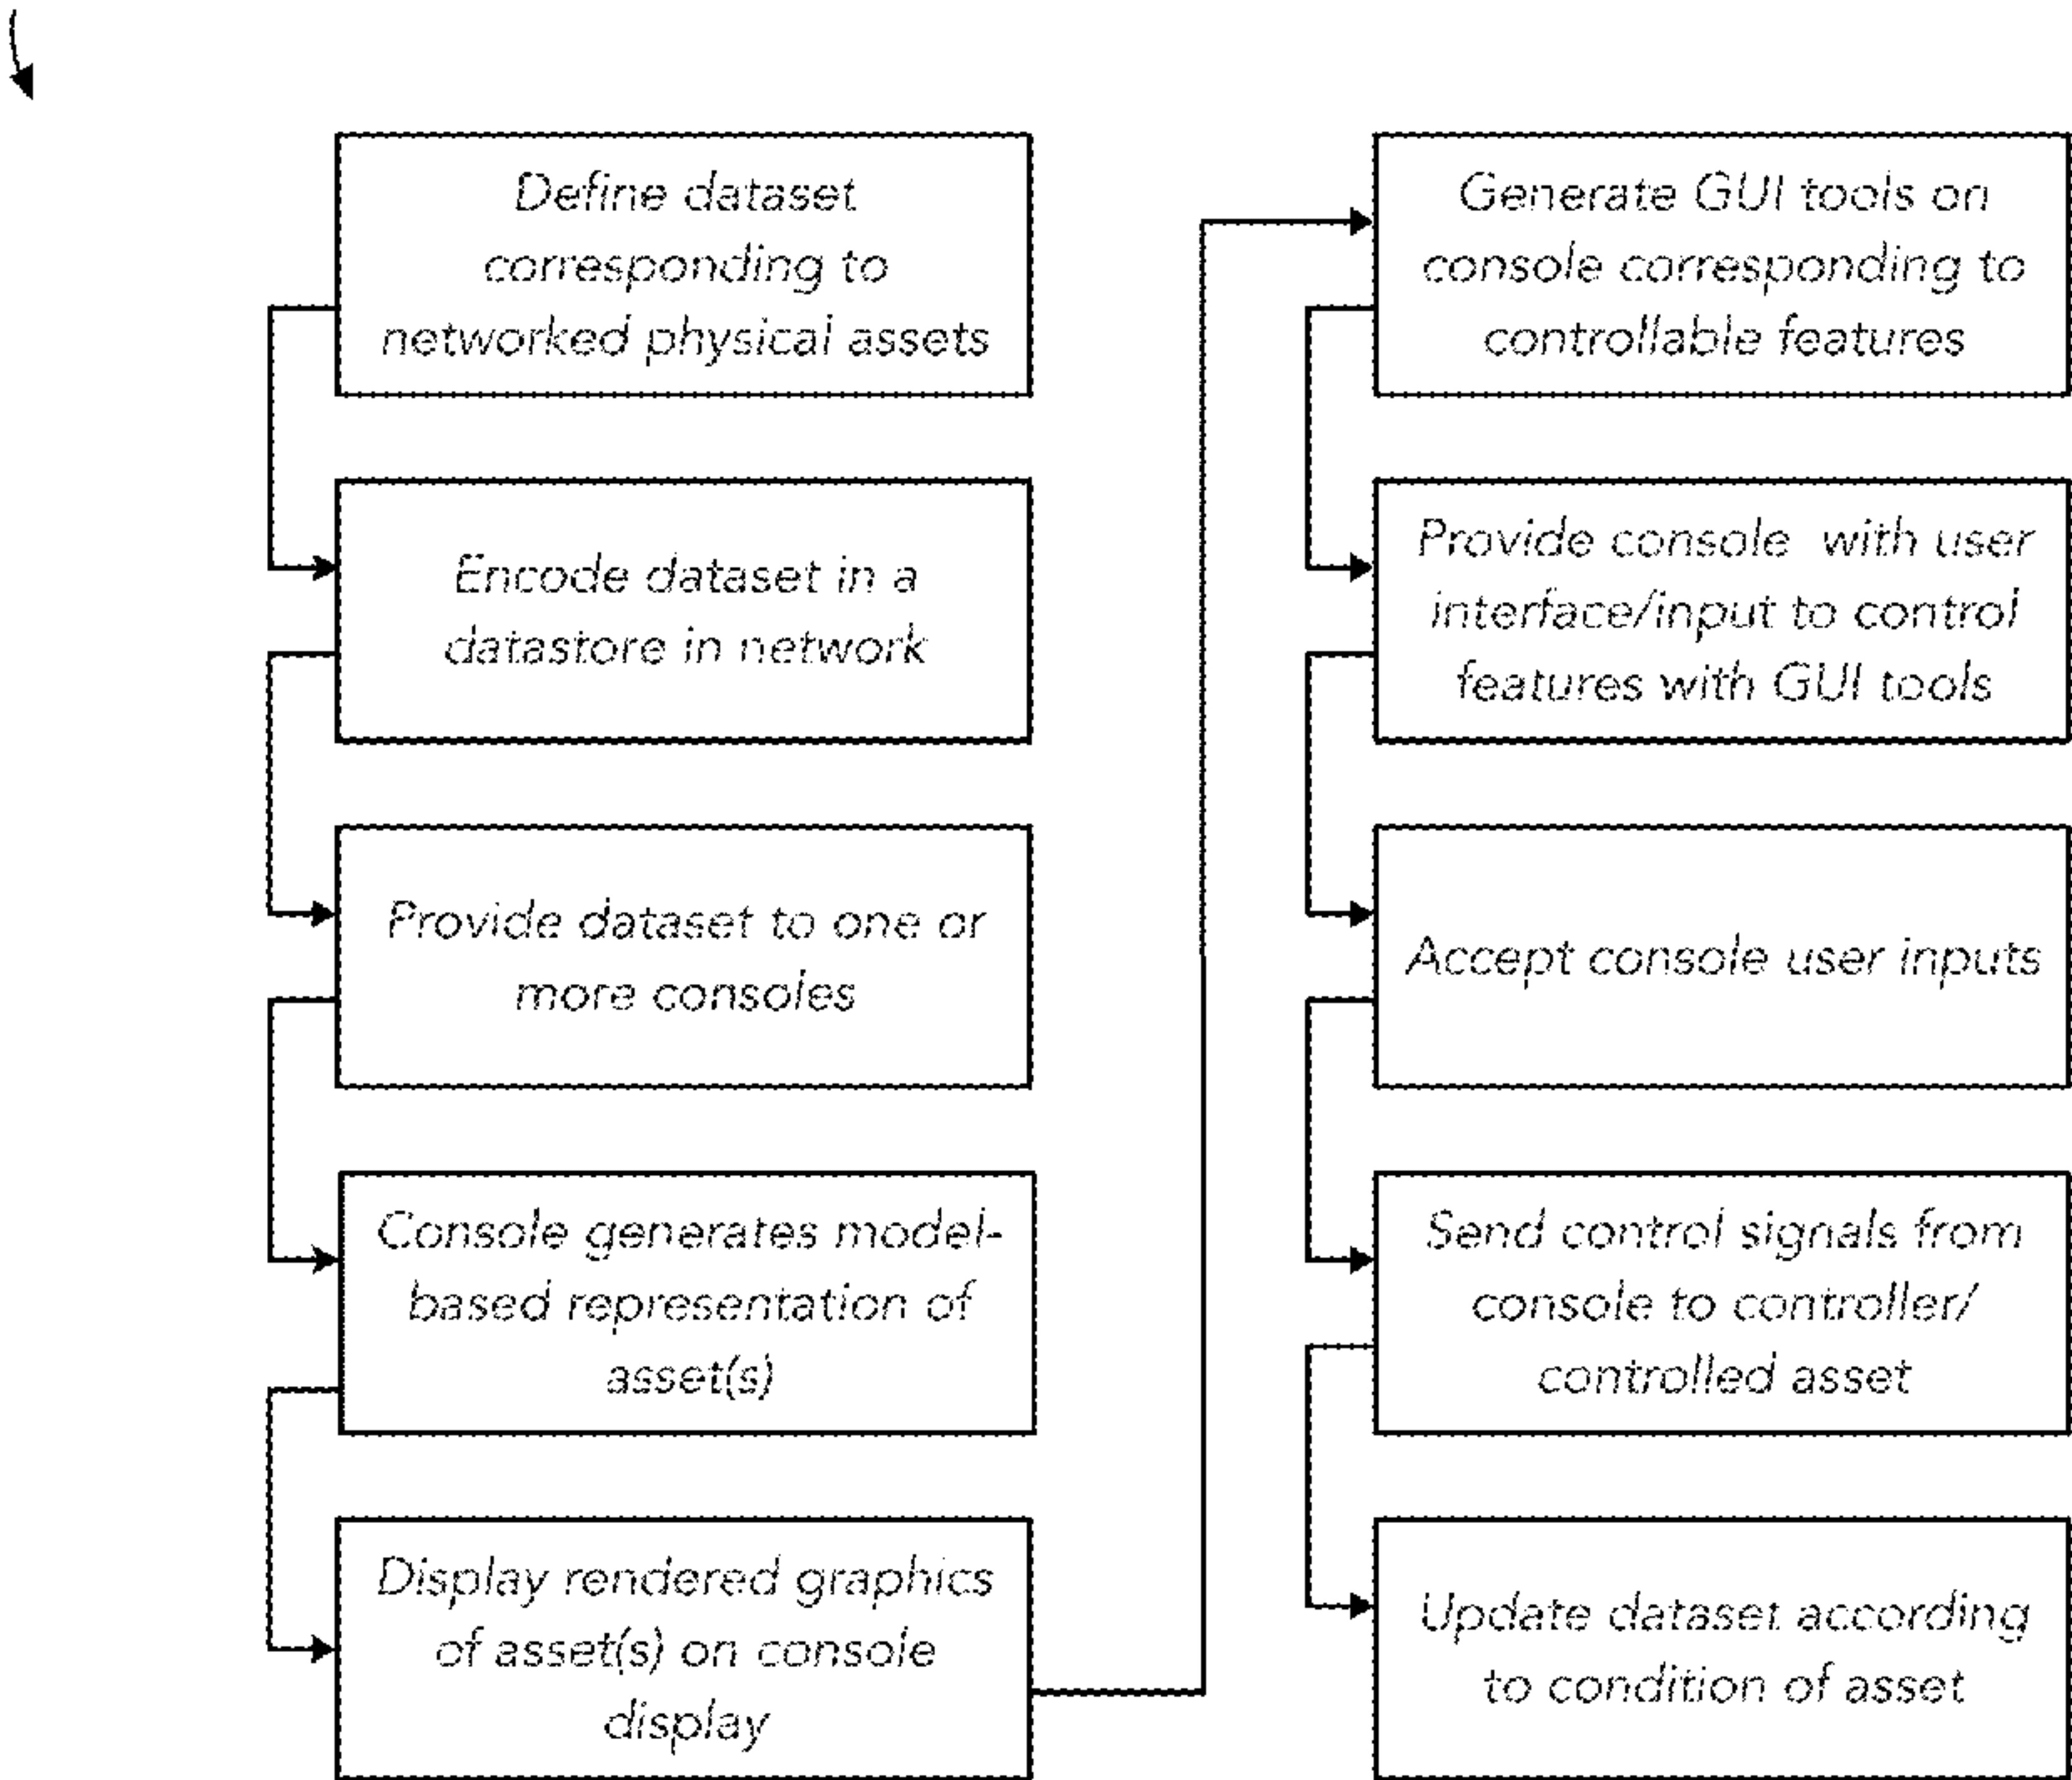 Define dataset
corresponding to
networked physical assets
Encode dataset in a
datastore in network
Provide dataset to one or
more consoles
Console generates model-
based representation of
asset(s)
Display rendered graphics
of asset(s) on console
display
Generate GUI tools on
console corresponding to
controllable features
Provide console with user
interface/input to control
features with GUI tools
Accept console user inputs
Send control signals from
console to controller/
controlled asset
Update dataset according
to condition of asset